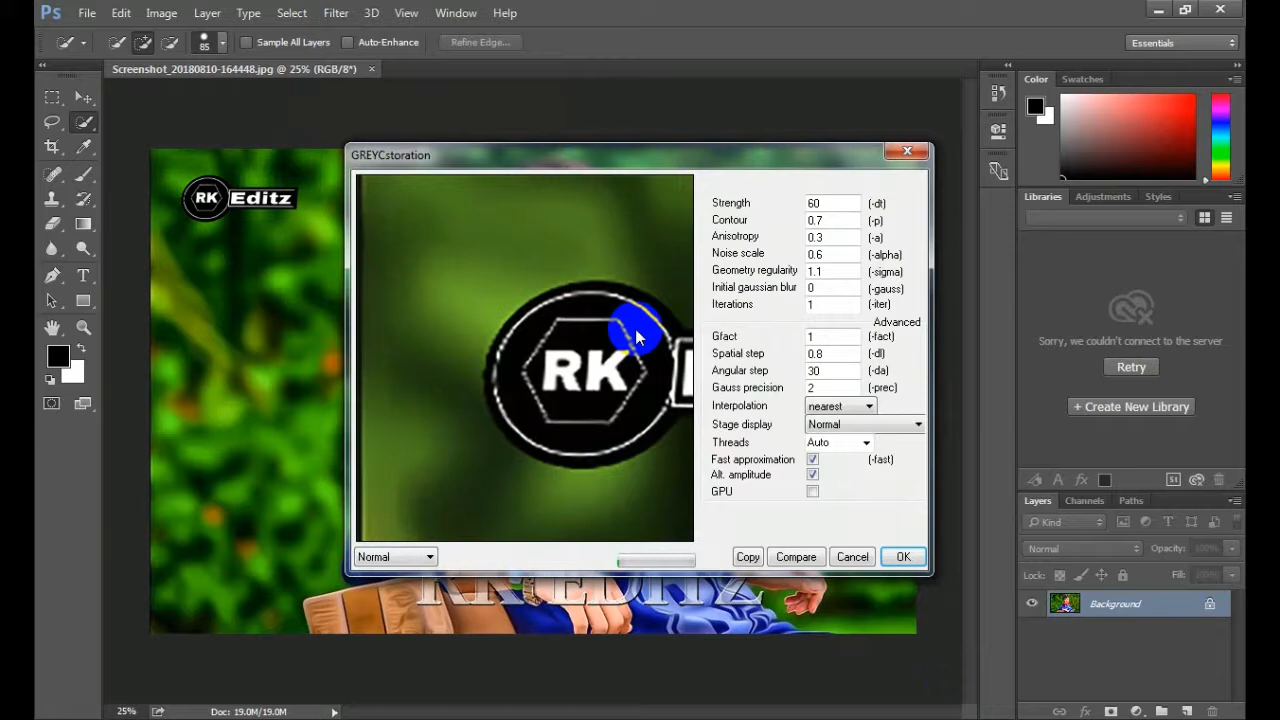 Ps File Edit Image Layer Type Select Filter 3D View Window Help
85 Sample All Layers Auto-Enhance Refine Edge... Essentials
Screenshot_20180810-164448.jpg @ 25% (RGB/8*) ×
Color Swatches
RK Editz
GREYCstoration
RK
Strength 60 (-dt)
Contour 0.7 (-p)
Anisotropy 0.3 (-a)
Noise scale 0.6 (-alpha)
Geometry regularity 1.1 (-sigma)
Initial gaussian blur 0 (-gauss)
Iterations 1 (-iter)
Advanced
Gfact 1 (-fact)
Spatial step 0.8 (-dl)
Angular step 30 (-da)
Gauss precision 2 (-prec)
Interpolation nearest
Stage display Normal
Threads Auto
Fast approximation (-fast)
Alt. amplitude
GPU
Normal Copy Compare Cancel OK
RK EDITZ
Libraries Adjustments Styles
Sorry, we couldn't connect to the server
Retry
+ Create New Library
St
Layers Channels Paths
Kind
Normal Opacity: 100%
Lock: Fill: 100%
Background
25% Doc: 19.0M/19.0M